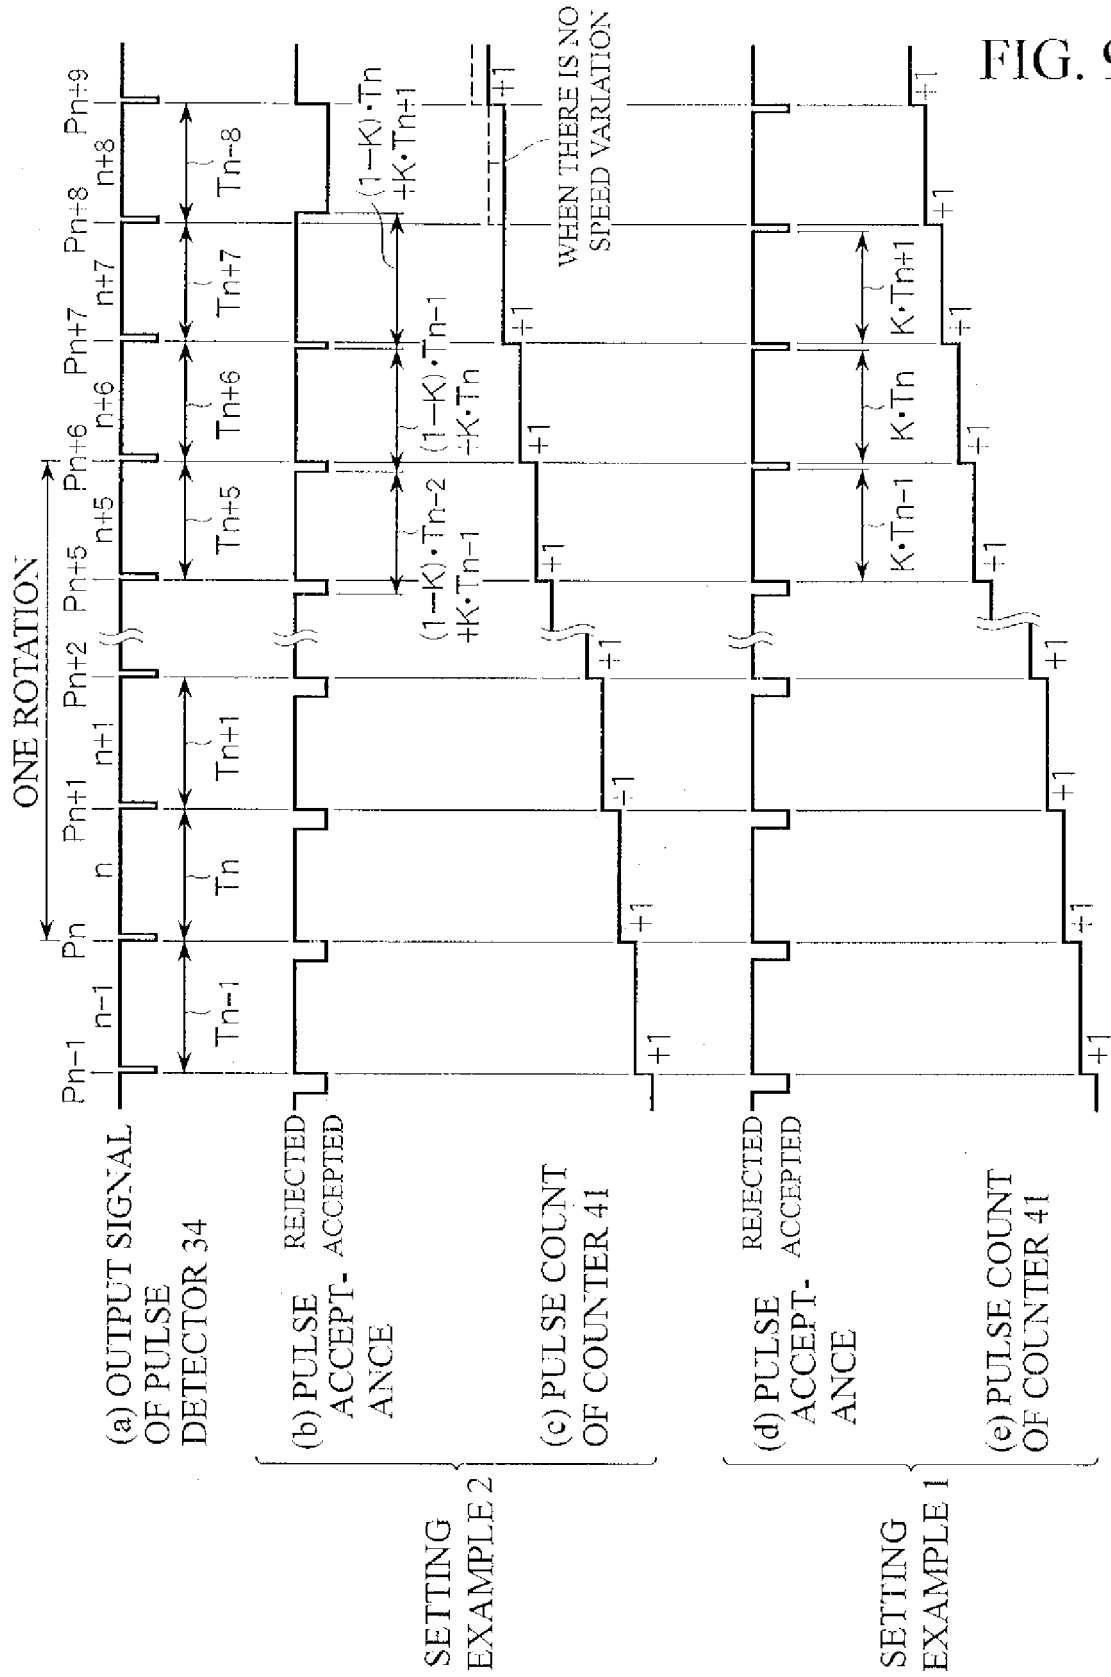 ONE ROTATION
Pn-1 Pn Pn+1 Pn+2 Pn+5 Pn+6 Pn+7 Pn+8 Pn+9
n-1 n n+1 n+5 n+6 n+7 n+8
(a) OUTPUT SIGNAL
OF PULSE
DETECTOR 34
Tn-1 Tn Tn+1 Tn+5 Tn+6 Tn+7 Tn-8
SETTING
EXAMPLE 2
(b) PULSE
ACCEPT-
ANCE
REJECTED
ACCEPTED
(1-K)·Tn-2
+K·Tn-1
(1-K)·Tn-1
+K·Tn
(1-K)·Tn
+K·Tn+1
(c) PULSE COUNT
OF COUNTER 41
+1 +1 -1 +1 +1 +1 +1 +1
WHEN THERE IS NO
SPEED VARIATION
SETTING
EXAMPLE 1
(d) PULSE
ACCEPT-
ANCE
REJECTED
ACCEPTED
K·Tn-1 K·Tn K·Tn+1
(e) PULSE COUNT
OF COUNTER 41
+1 +1 +1 +1 +1 +1 +1 +1 +1
FIG. 9